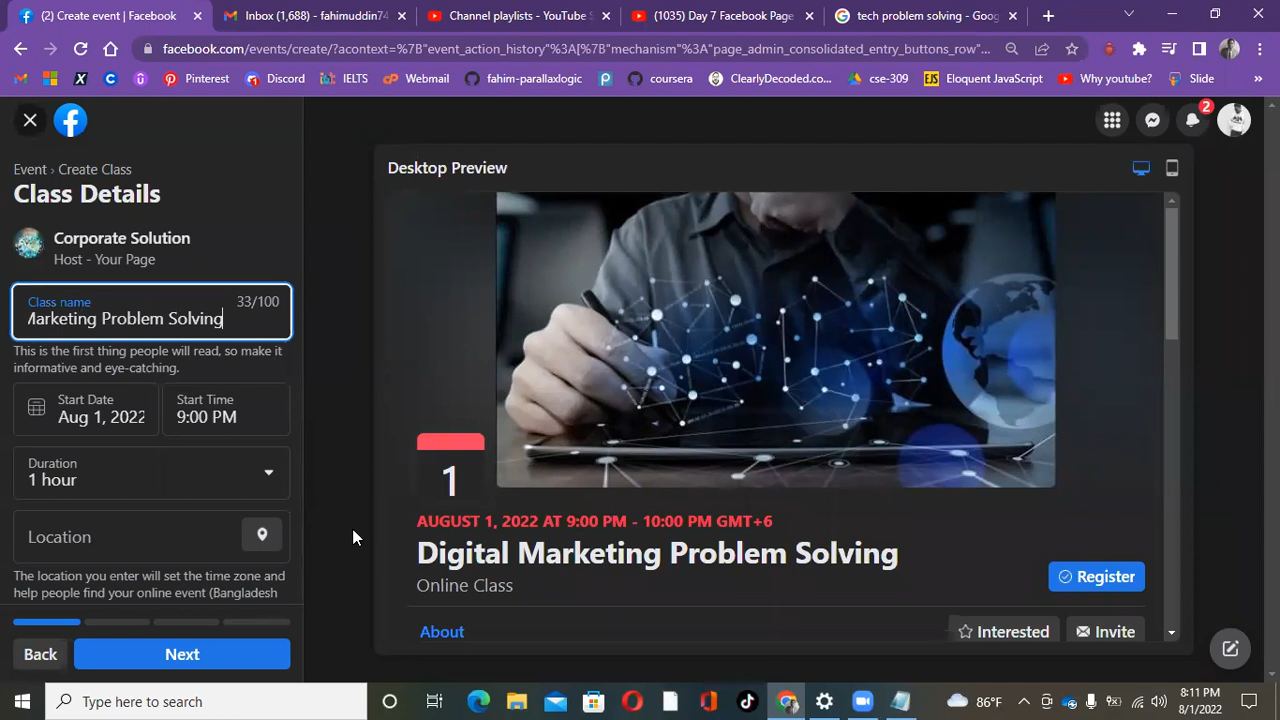 (2) Create event | Facebook
Inbox (1,688) - fahimuddin74
Channel playlists - YouTube S
(1035) Day 7 Facebook Page
tech problem solving - Goog
facebook.com/events/create/?acontext=%7B"event_action_history"%3A[%7B"mechanism"%3A"page_admin_consolidated_entry_buttons_row"...
Pinterest
Discord
IELTS
Webmail
fahim-parallaxlogic
coursera
ClearlyDecoded.co...
cse-309
EJS
Eloquent JavaScript
Why youtube?
Slide
»
2
Event › Create Class
Class Details
Corporate Solution
Host - Your Page
Class name
33/100
Marketing Problem Solving
This is the first thing people will read, so make it
informative and eye-catching.
Start Date
Aug 1, 2022
Start Time
9:00 PM
Duration
1 hour
Location
The location you enter will set the time zone and
help people find your online event (Bangladesh
Back
Next
Desktop Preview
1
AUGUST 1, 2022 AT 9:00 PM - 10:00 PM GMT+6
Digital Marketing Problem Solving
Online Class
Register
About
Interested
Invite
Type here to search
86°F
8:11 PM
8/1/2022